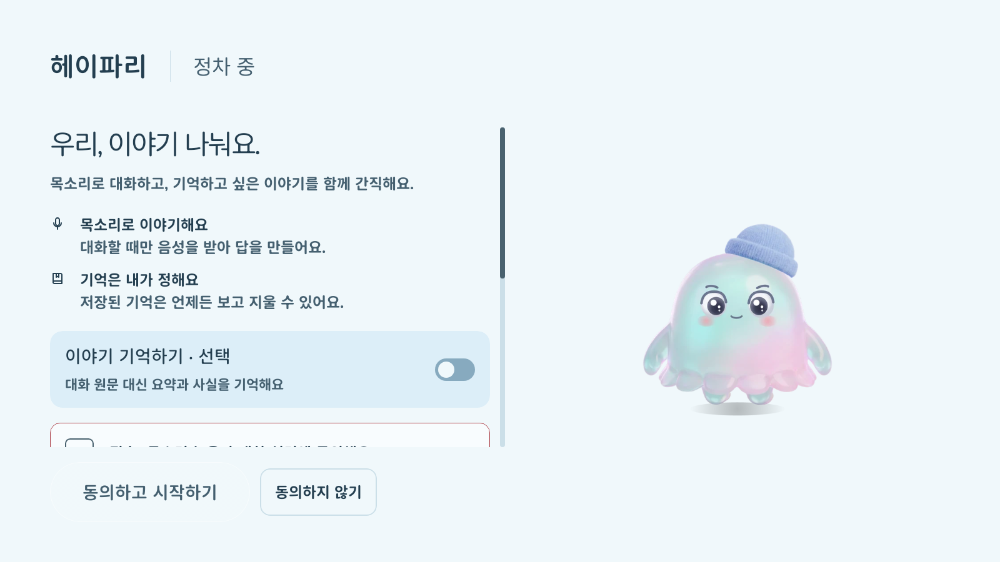 헤이파리
정차 중
우리, 이야기 나눠요.
목소리로 대화하고, 기억하고 싶은 이야기를 함께 간직해요.
목소리로 이야기해요
대화할 때만 음성을 받아 답을 만들어요.
기억은 내가 정해요
저장된 기억은 언제든 보고 지울 수 있어요.
이야기 기억하기 · 선택
대화 원문 대신 요약과 사실을 기억해요
동의하고 시작하기
동의하지 않기